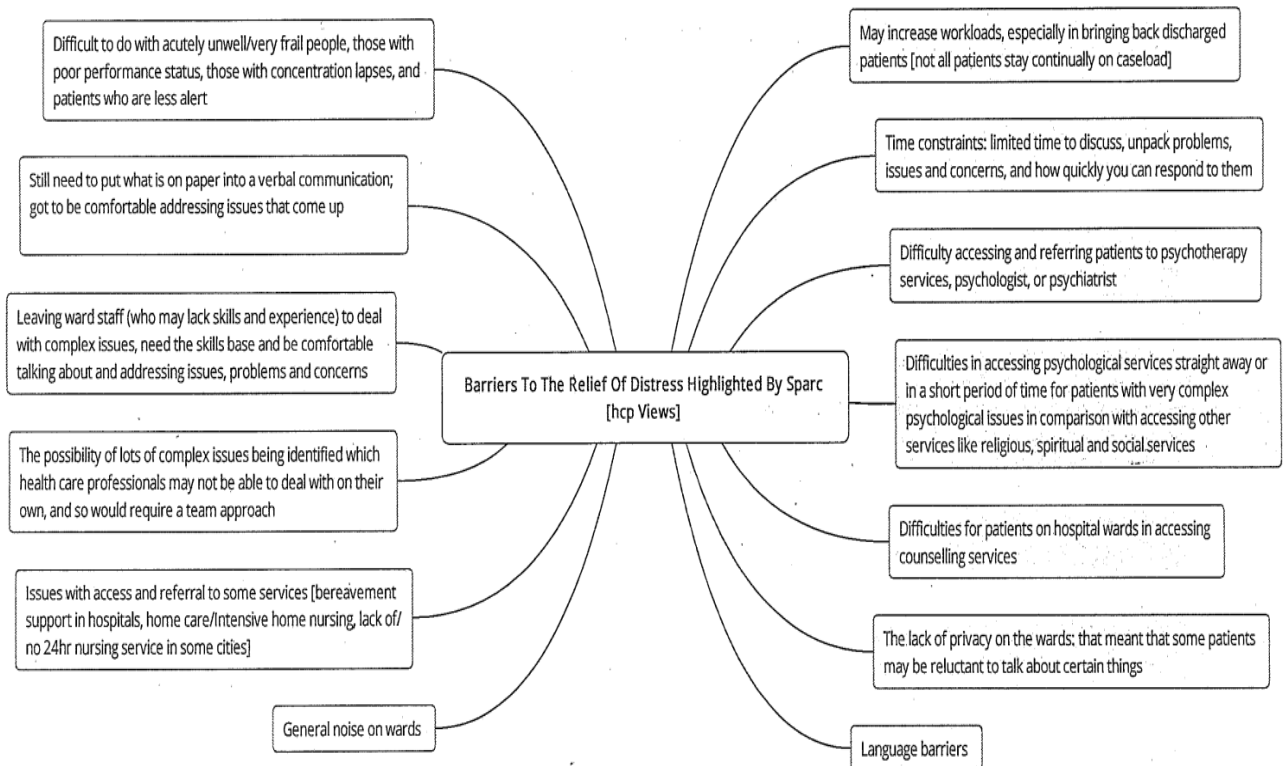 Difficult to do with acutely unwell/very frail people, those with
poor performance status, those with concentration lapses, and
patients who are less alert
Still need to put what is on paper into a verbal communication;
got to be comfortable addressing issues that come up
Leaving ward staff (who may lack skills and experience) to deal
with complex issues, need the skills base and be comfortable
talking about and addressing issues, problems and concerns
The possibility of lots of complex issues being identified which
health care professionals may not be able to deal with on their
own, and so would require a team approach
Issues with access and referral to some services [bereavement
support in hospitals, home care/Intensive home nursing, lack of/
no 24hr nursing service in some cities]
General noise on wards
Barriers To The Relief Of Distress Highlighted By Sparc
[hcp Views]
May increase workloads, especially in bringing back discharged
patients [not all patients stay continually on caseload]
Time constraints: limited time to discuss, unpack problems,
issues and concerns, and how quickly you can respond to them
Difficulty accessing and referring patients to psychotherapy
services, psychologist, or psychiatrist
Difficulties in accessing psychological services straight away or
in a short period of time for patients with very complex
psychological issues in comparison with accessing other
services like religious, spiritual and social services
Difficulties for patients on hospital wards in accessing
counselling services
The lack of privacy on the wards: that meant that some patients
may be reluctant to talk about certain things
Language barriers